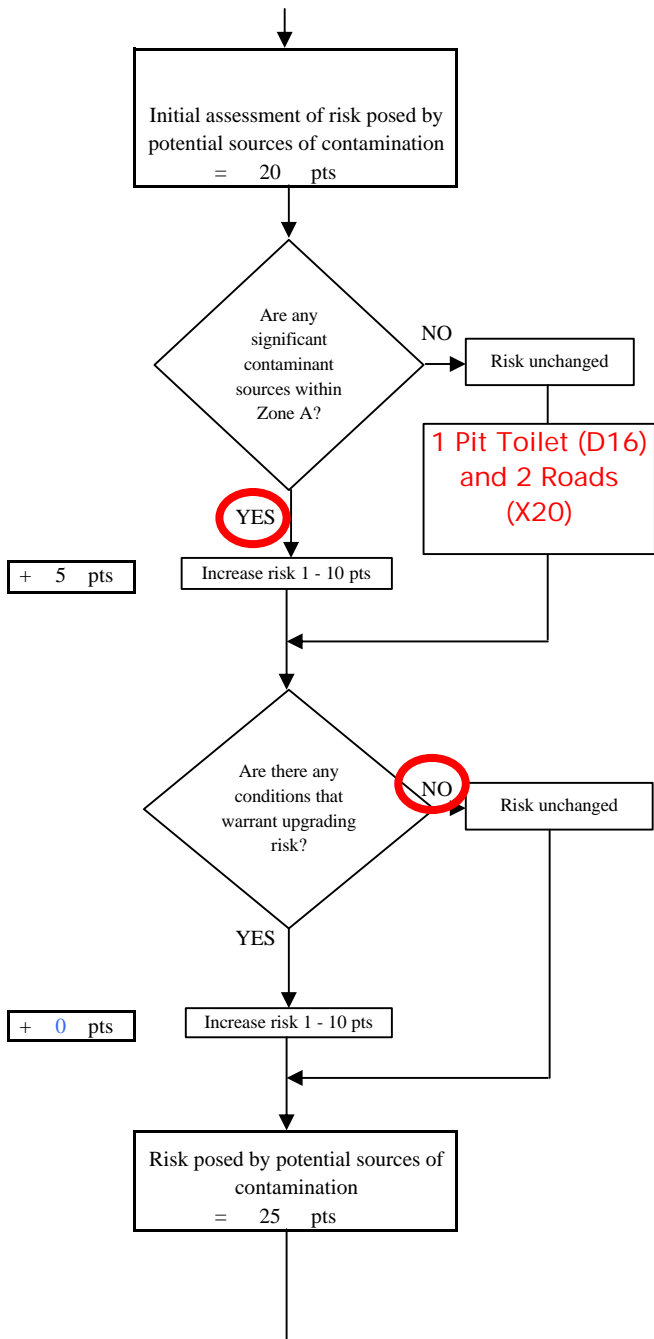 Initial assessment of risk posed by
potential sources of contamination
= 20 pts
Are any
significant
contaminant
sources within
Zone A?
NO
Risk unchanged
1 Pit Toilet (D16)
and 2 Roads
(X20)
YES
+ 5 pts
Increase risk 1 - 10 pts
Are there any
conditions that
warrant upgrading
risk?
NO
Risk unchanged
YES
+ 0 pts
Increase risk 1 - 10 pts
Risk posed by potential sources of
contamination
= 25 pts